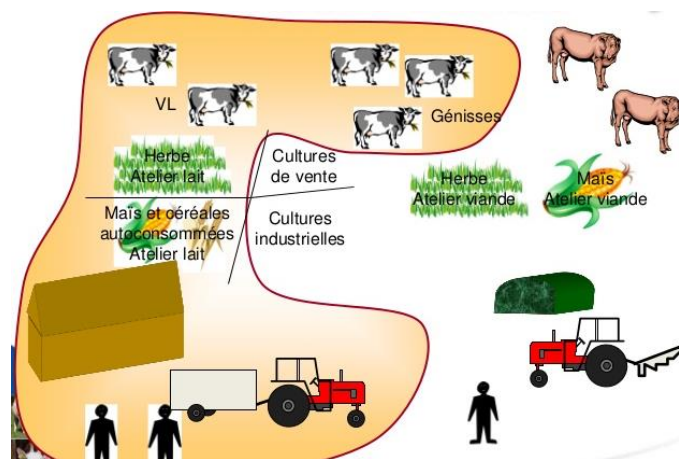 VL
Génisses
Herbe
Atelier lait
Cultures
de vente
Herbe
Atelier viande
Maïs
Atelier viande
Maïs et céréales
autoconsommées
Atelier lait
Cultures
industrielles